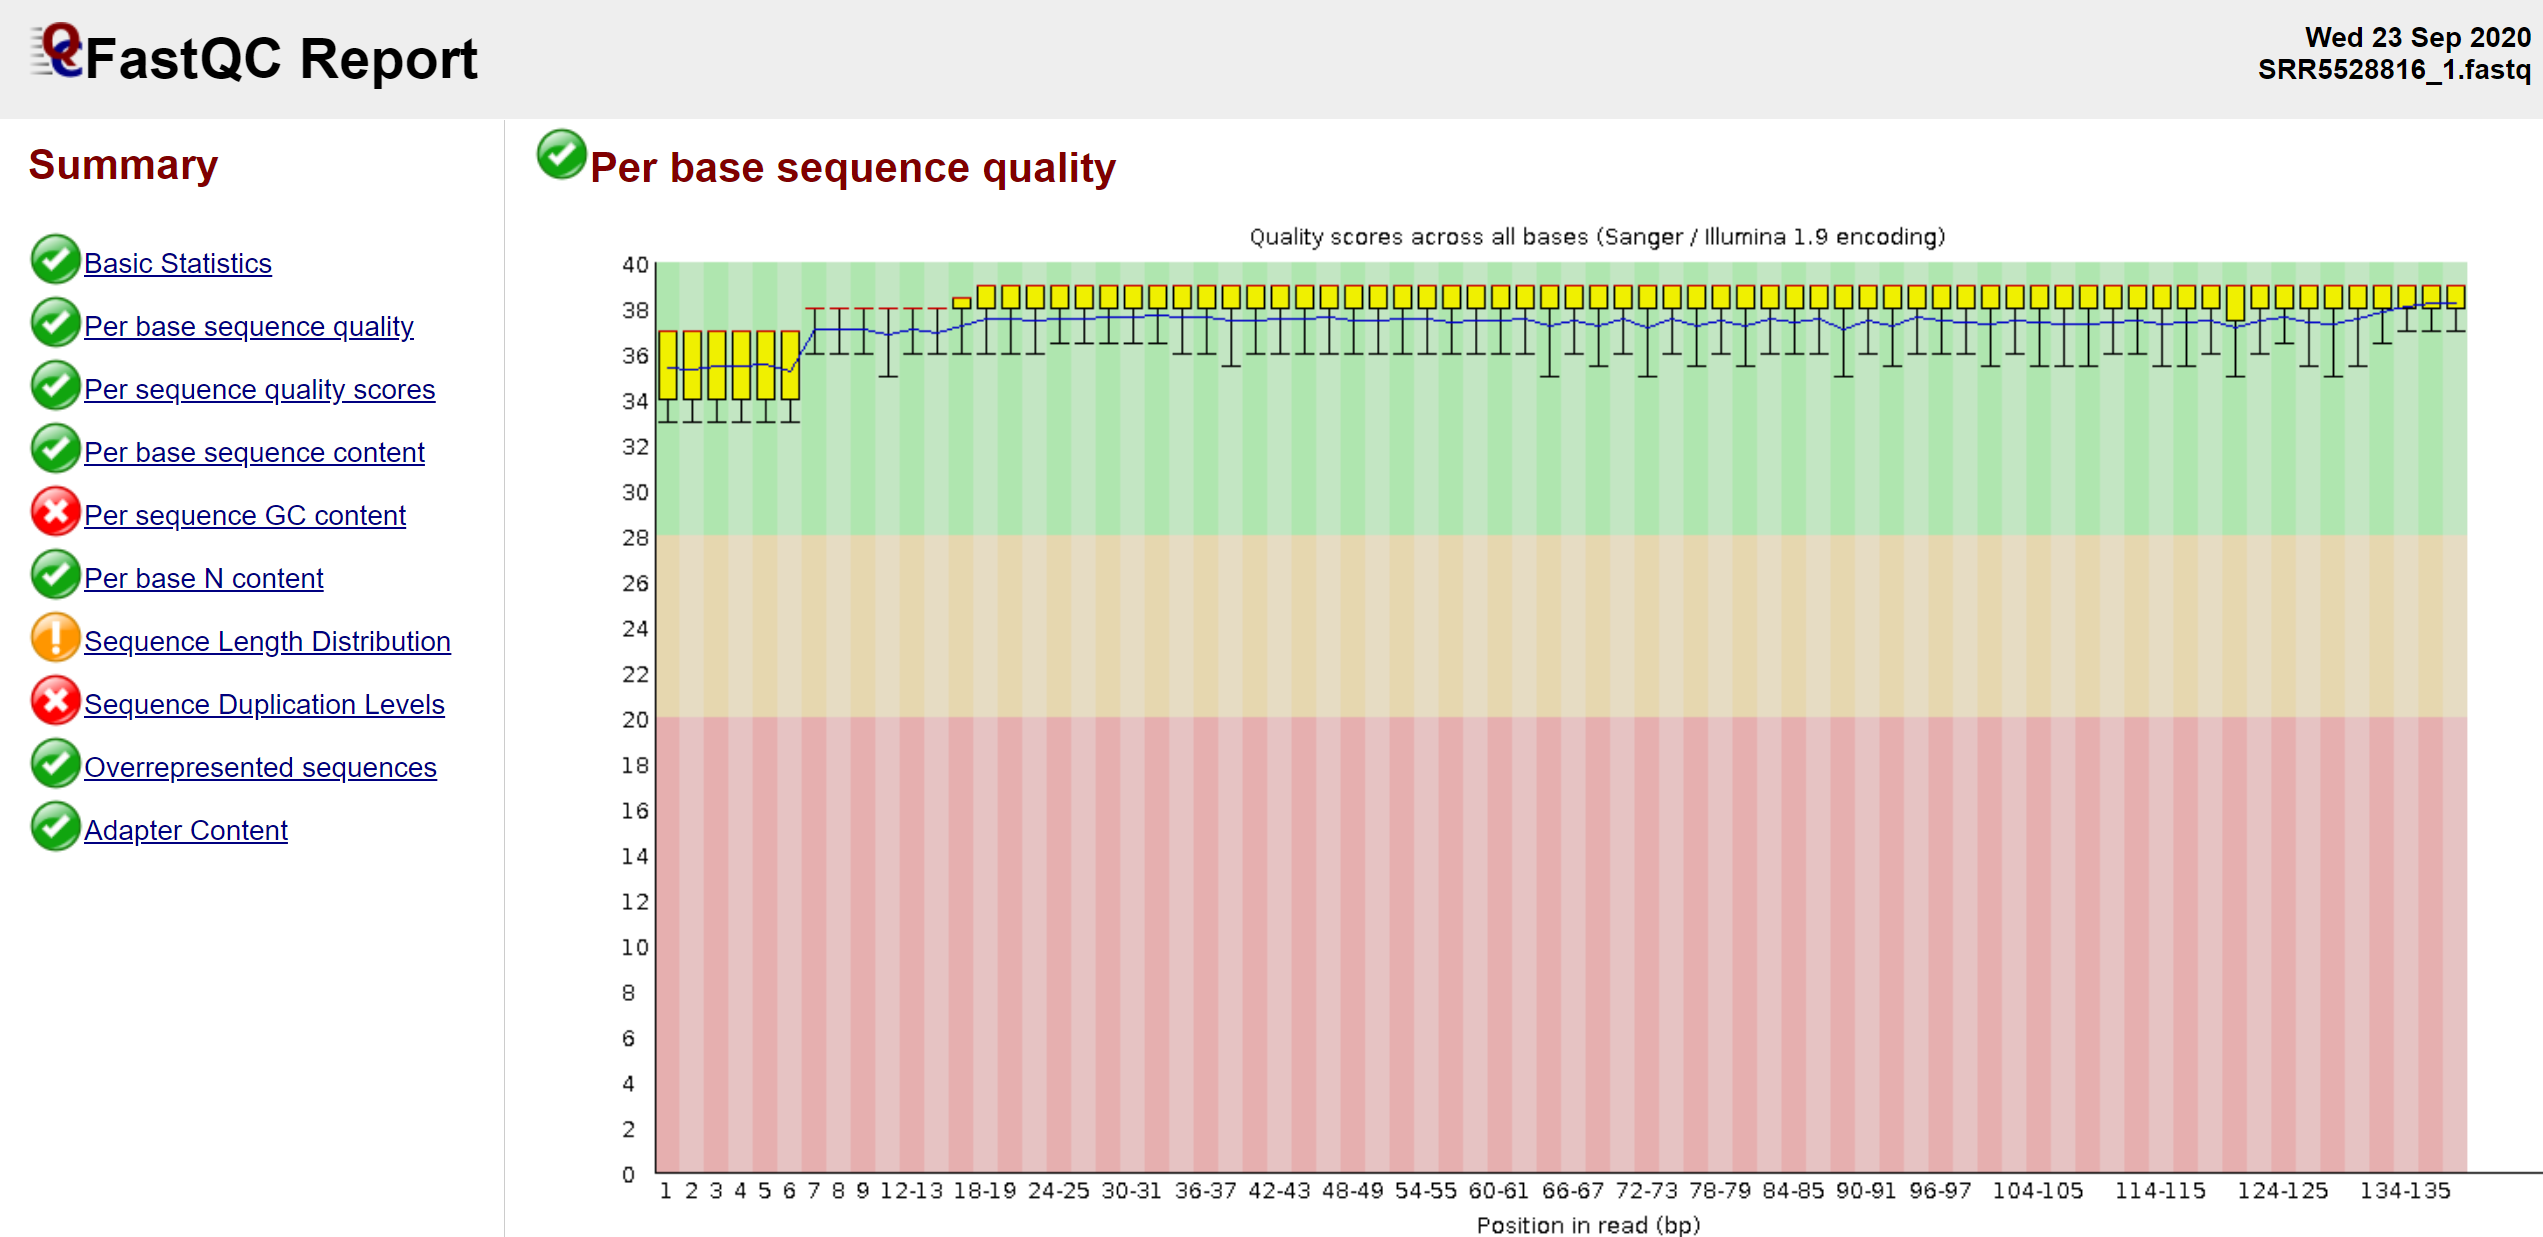 FastQC Report
Wed 23 Sep 2020
SRR5528816_1.fastq
Summary
Basic Statistics
Per base sequence quality
Per sequence quality scores
Per base sequence content
Per sequence GC content
Per base N content
Sequence Length Distribution
Sequence Duplication Levels
Overrepresented sequences
Adapter Content
Per base sequence quality
Quality scores across all bases (Sanger / Illumina 1.9 encoding)
40
38
36
34
32
30
28
26
24
22
20
18
16
14
12
10
8
6
4
2
0
1 2 3 4 5 6 7 8 9 12-13 18-19 24-25 30-31 36-37 42-43 48-49 54-55 60-61 66-67 72-73 78-79 84-85 90-91 96-97 104-105 114-115 124-125 134-135
Position in read (bp)